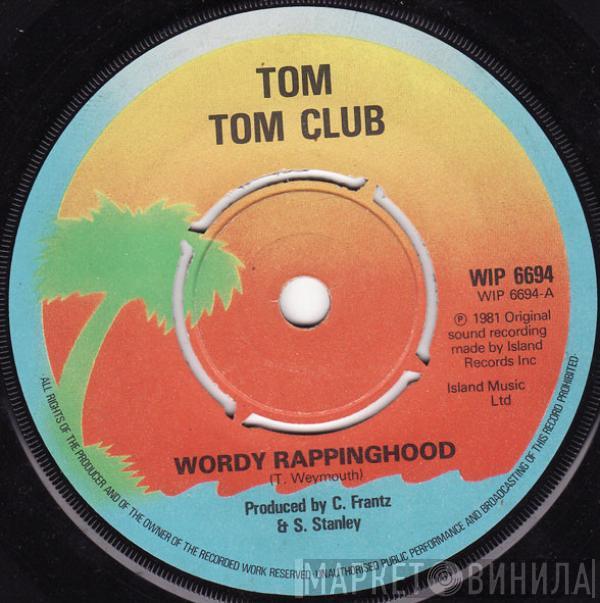 TOM
TOM CLUB
WIP 6694
WIP 6694-A
℗ 1981 Original
sound recording
made by Island
Records Inc
Island Music
Ltd
WORDY RAPPINGHOOD
(T. Weymouth)
Produced by C. Frantz
& S. Stanley
·ALL RIGHTS OF THE PRODUCER AND OF THE OWNER OF THE RECORDED WORK RESERVED·UNAUTHORISED PUBLIC PERFORMANCE AND BROADCASTING OF THIS RECORD PROHIBITED·
МАРКЕТ ВИНИЛА